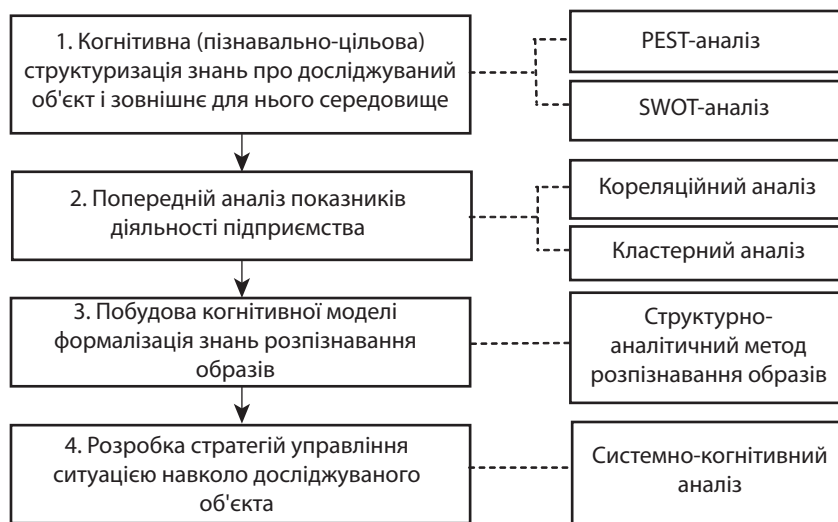 1. Когнітивна (пізнавально-цільова)
структуризація знань про досліджуваний
об'єкт і зовнішнє для нього середовище
PEST-аналіз
SWOT-аналіз
2. Попередній аналіз показників
діяльності підприємства
Кореляційний аналіз
Кластерний аналіз
3. Побудова когнітивної моделі
формалізація знань розпізнавання
образів
Структурно-
аналітичний метод
розпізнавання образів
4. Розробка стратегій управління
ситуацією навколо досліджуваного
об'єкта
Системно-когнітивний
аналіз